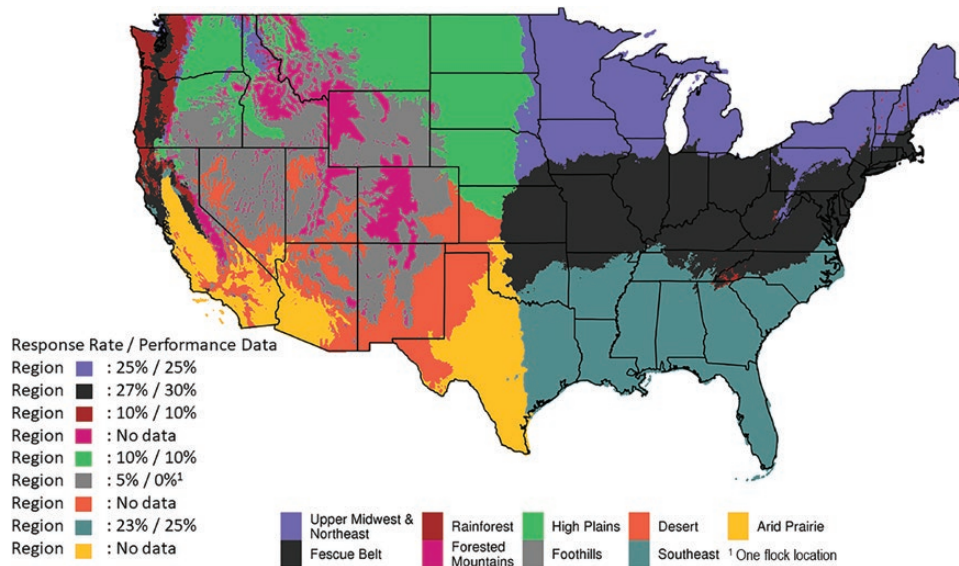 Response Rate / Performance Data
Region : 25% / 25%
Region : 27% / 30%
Region : 10% / 10%
Region : No data
Region : 10% / 10%
Region : 5% / 0%¹
Region : No data
Region : 23% / 25%
Region : No data
Upper Midwest & Northeast
Rainforest
High Plains
Desert
Arid Prairie
Fescue Belt
Forested Mountains
Foothills
Southeast
¹ One flock location